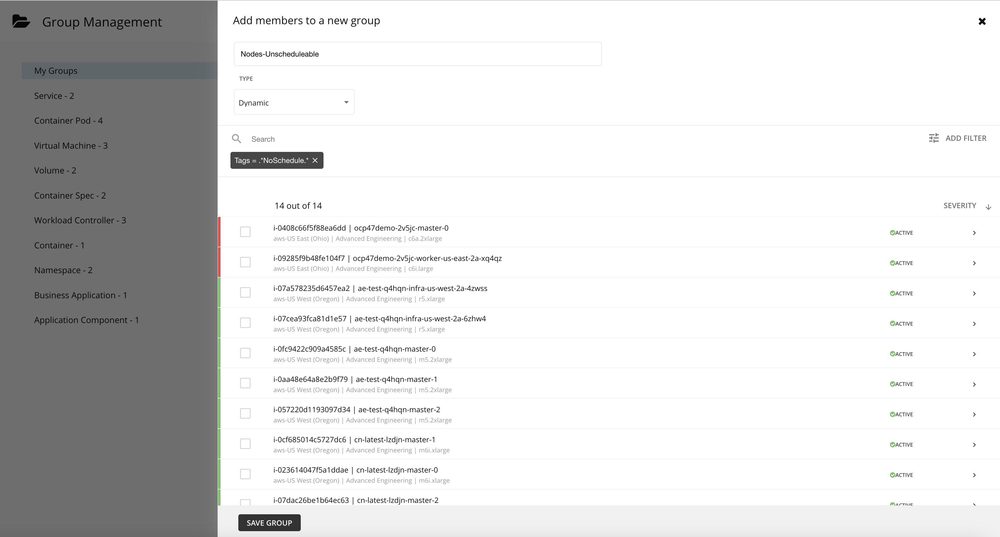 Group Management
My Groups
Service - 2
Container Pod - 4
Virtual Machine - 3
Volume - 2
Container Spec - 2
Workload Controller - 3
Container - 1
Namespace - 2
Business Application - 1
Application Component - 1
Add members to a new group
Nodes-Unscheduleable
TYPE
Dynamic
Search
ADD FILTER
Tags = .*NoSchedule.*
14 out of 14
SEVERITY
i-0408c66f5f88ea6dd | ocp47demo-2v5jc-master-0
aws-US East (Ohio) | Advanced Engineering | c6a.2xlarge
ACTIVE
i-09285f9b48fe104f7 | ocp47demo-2v5jc-worker-us-east-2a-xq4qz
aws-US East (Ohio) | Advanced Engineering | c6i.large
ACTIVE
i-07a578235d6457ea2 | ae-test-q4hqn-infra-us-west-2a-4zwss
aws-US West (Oregon) | Advanced Engineering | r5.xlarge
ACTIVE
i-07cea93fca81d1e57 | ae-test-q4hqn-infra-us-west-2a-6zhw4
aws-US West (Oregon) | Advanced Engineering | r5.xlarge
ACTIVE
i-0fc9422c909a4585c | ae-test-q4hqn-master-0
aws-US West (Oregon) | Advanced Engineering | m5.2xlarge
ACTIVE
i-0aa48e64a8e2b9f79 | ae-test-q4hqn-master-1
aws-US West (Oregon) | Advanced Engineering | m5.2xlarge
ACTIVE
i-057220d1193097d34 | ae-test-q4hqn-master-2
aws-US West (Oregon) | Advanced Engineering | m5.2xlarge
ACTIVE
i-0cf685014c5727dc6 | cn-latest-lzdjn-master-1
aws-US West (Oregon) | Advanced Engineering | m6i.xlarge
ACTIVE
i-023614047f5a1ddae | cn-latest-lzdjn-master-0
aws-US West (Oregon) | Advanced Engineering | m6i.xlarge
ACTIVE
i-07dac26be1b64ec63 | cn-latest-lzdjn-master-2
ACTIVE
SAVE GROUP